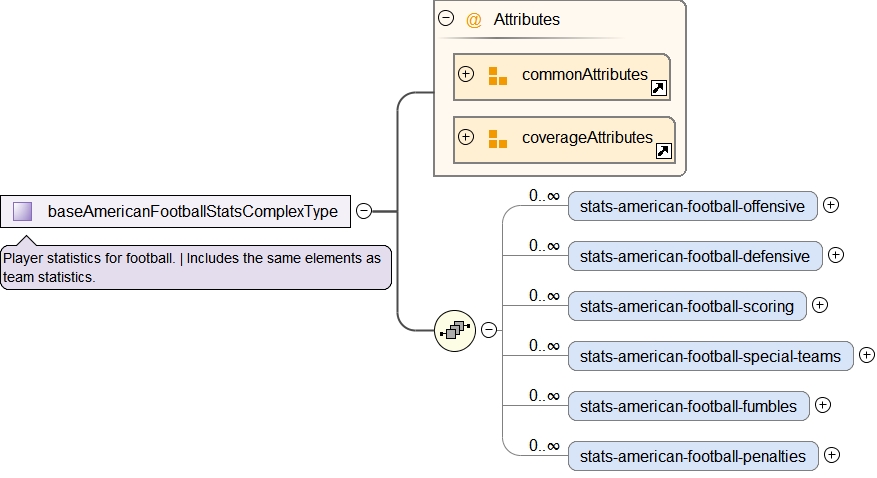 Attributes
commonAttributes
coverageAttributes
baseAmericanFootballStatsComplexType
Player statistics for football. | Includes the same elements as
team statistics.
0..∞
stats-american-football-offensive
0..∞
stats-american-football-defensive
0..∞
stats-american-football-scoring
0..∞
stats-american-football-special-teams
0..∞
stats-american-football-fumbles
0..∞
stats-american-football-penalties